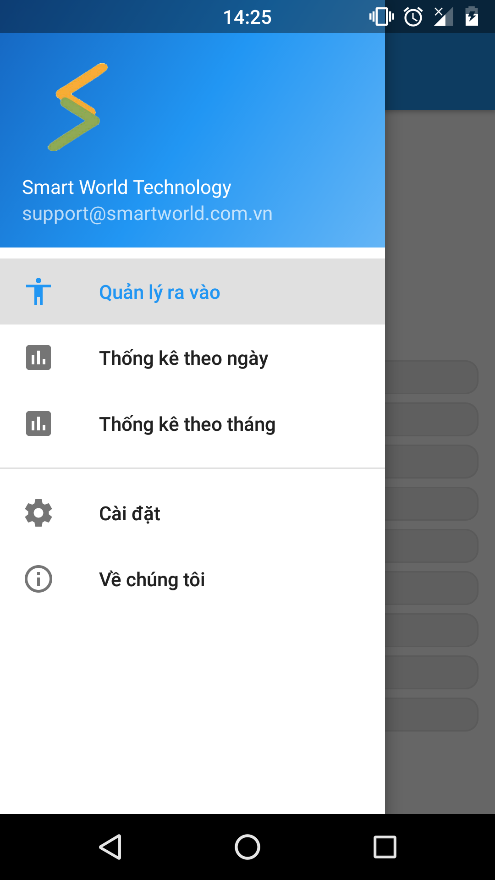 14:25
Smart World Technology
support@smartworld.com.vn
Quản lý ra vào
Thống kê theo ngày
Thống kê theo tháng
Cài đặt
Về chúng tôi